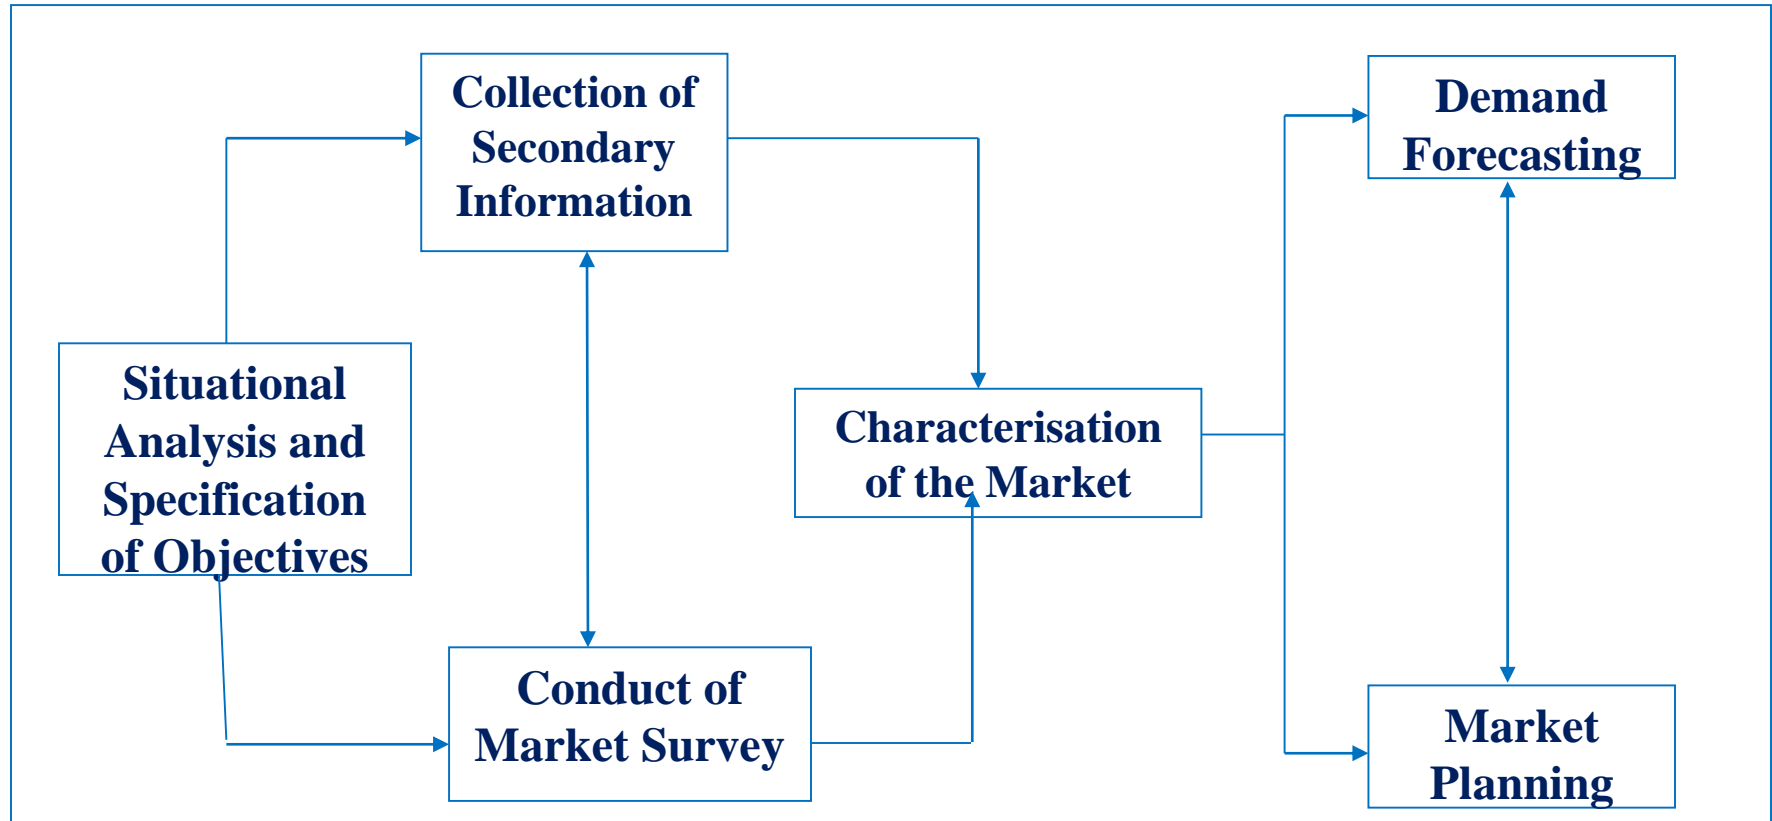 Situational
Analysis and
Specification
of Objectives
Collection of
Secondary
Information
Conduct of
Market Survey
Characterisation
of the Market
Demand
Forecasting
Market
Planning